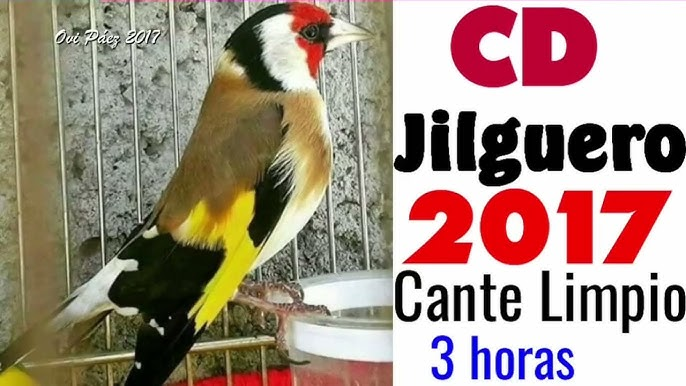 Ovi Páez 2017
CD
Jilguero
2017
Cante Limpio
3 horas